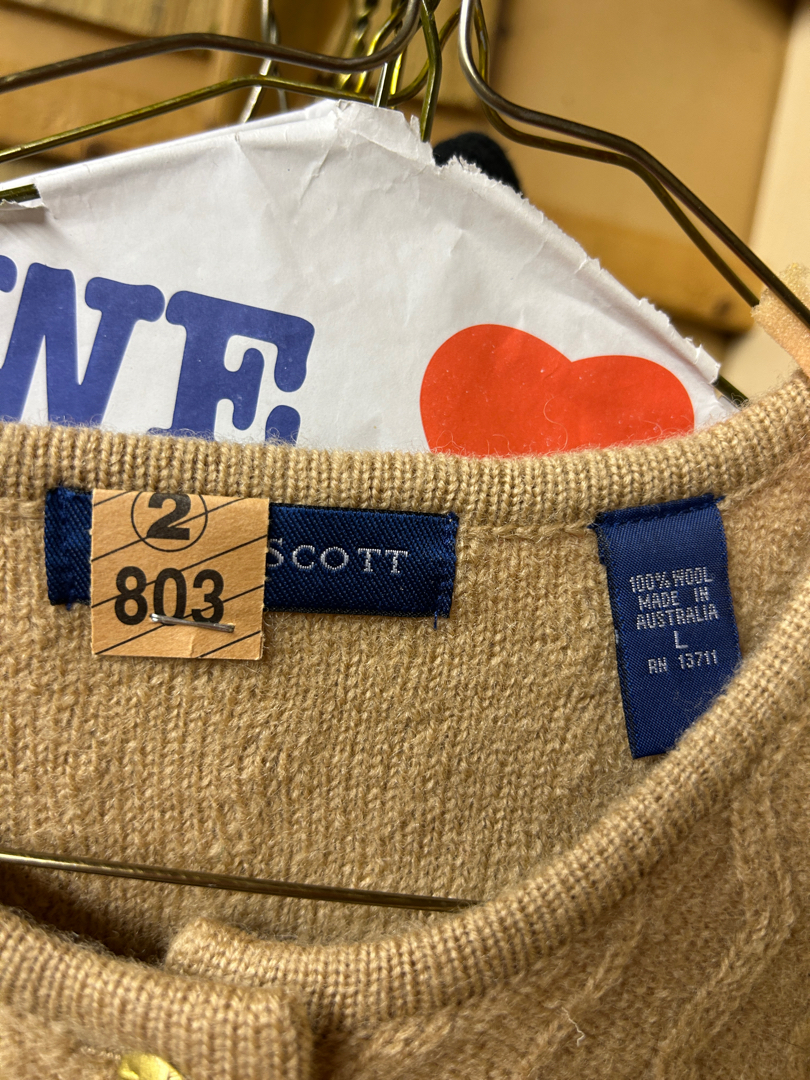 NE
2
803
SCOTT
100% WOOL
MADE IN
AUSTRALIA
L
RN 13711